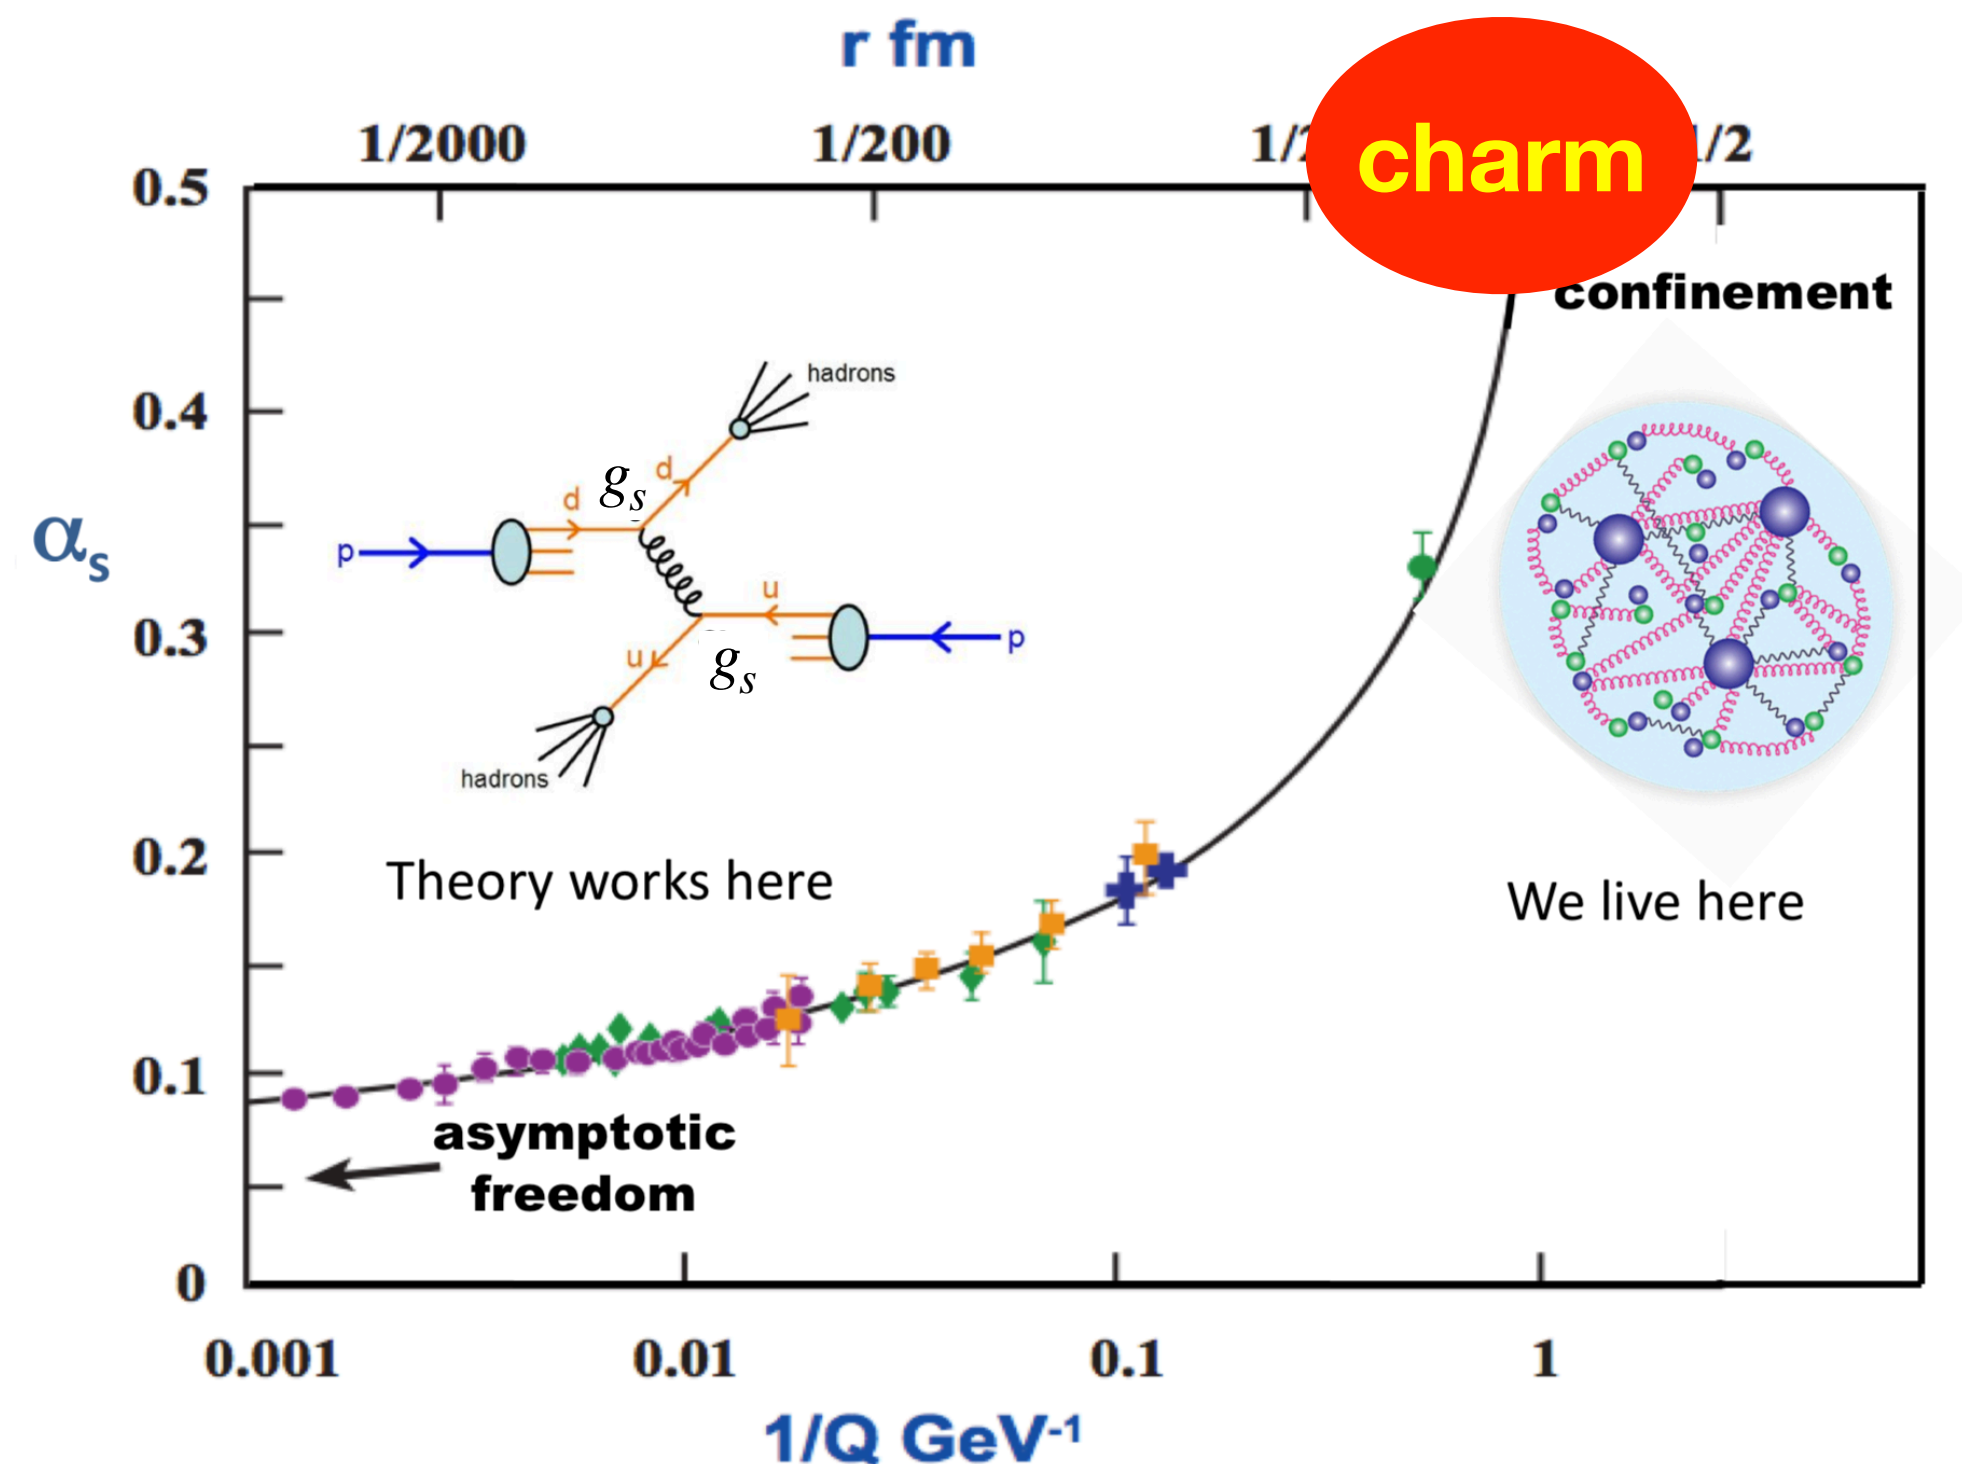 r fm
1/2000
1/200
charm
1/2
0.5
confinement
hadrons
0.4
g_s
d
d
α_s
p
u
0.3
u
g_s
p
hadrons
0.2
Theory works here
We live here
0.1
asymptotic
freedom
0
0.001
0.01
0.1
1
1/Q GeV⁻¹